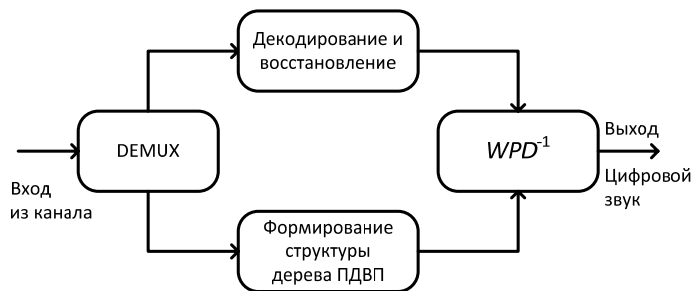 Декодирование и
восстановление
DEMUX
WPD⁻¹
Вход
из канала
Выход
Цифровой
звук
Формирование
структуры
дерева ПДВП